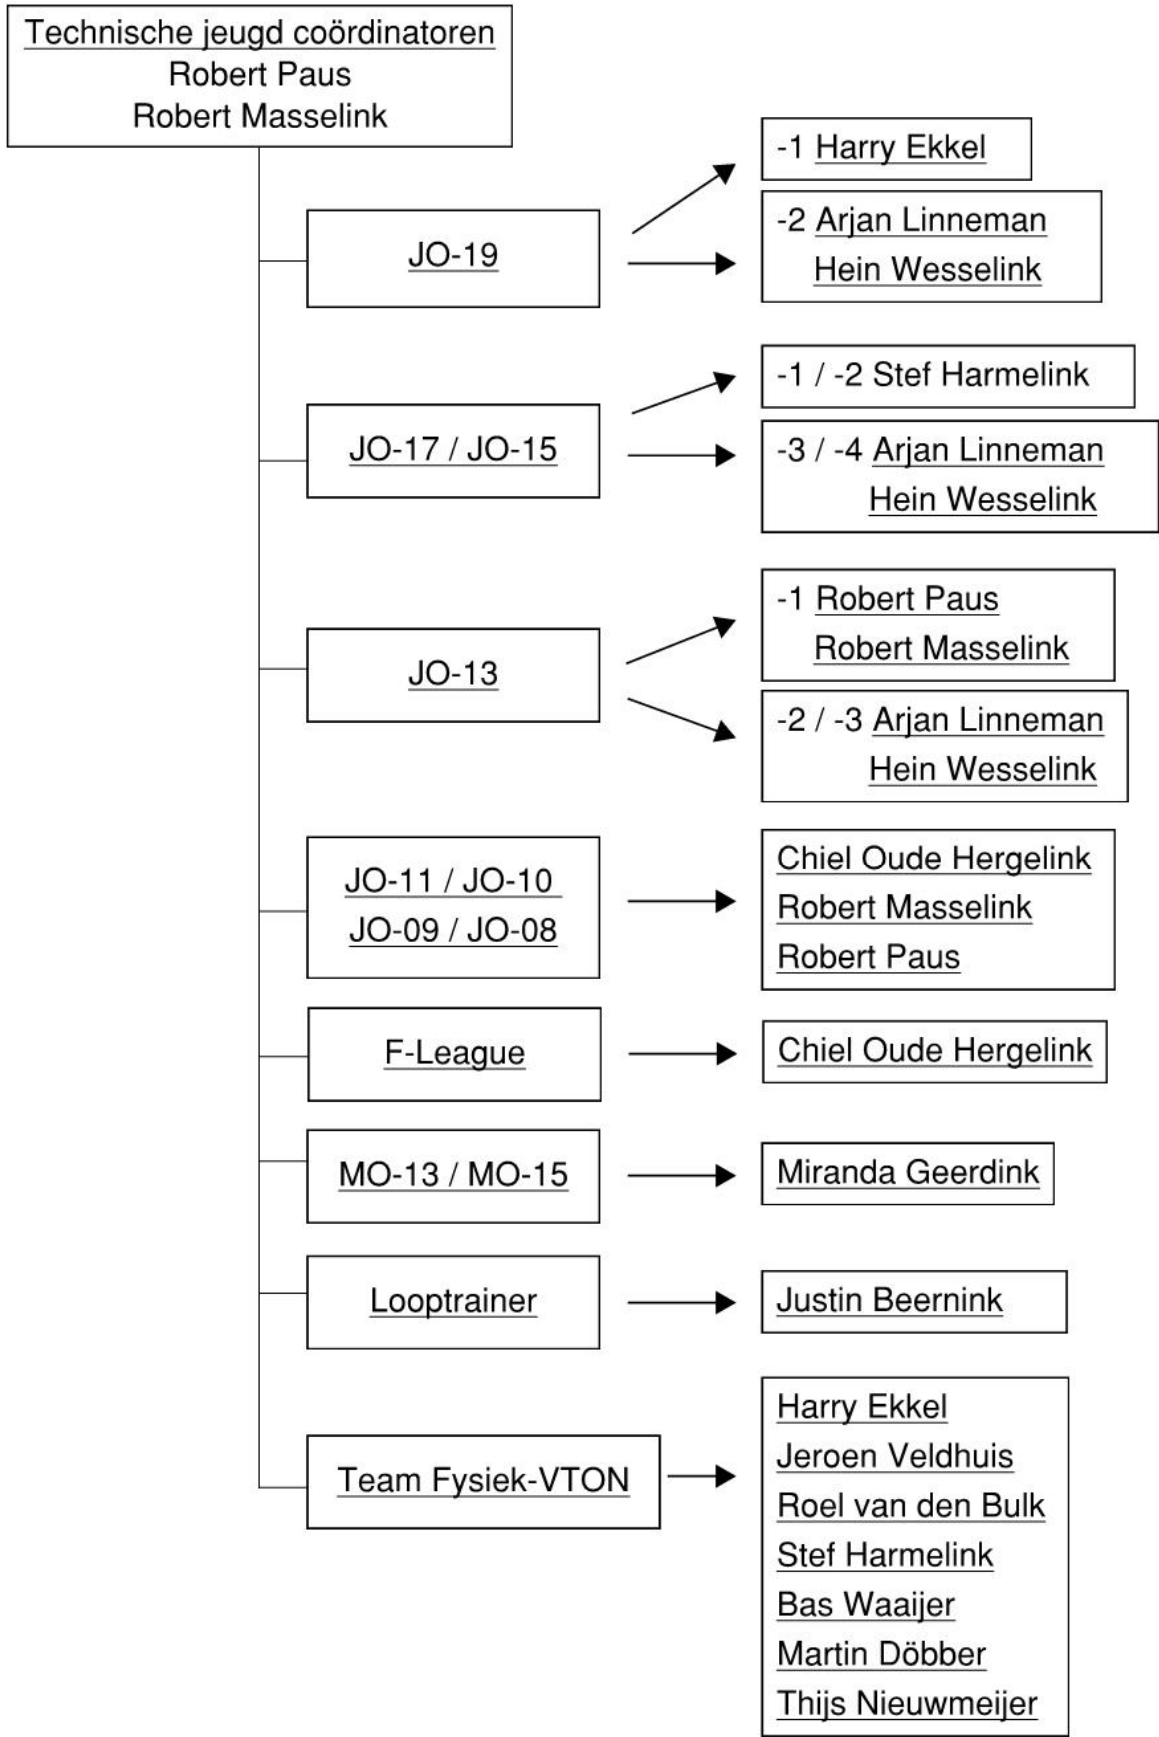 Technische jeugd coördinatoren
Robert Paus
Robert Masselink
JO-19
-1 Harry Ekkel
-2 Arjan Linneman
Hein Wesselink
JO-17 / JO-15
-1 / -2 Stef Harmelink
-3 / -4 Arjan Linneman
Hein Wesselink
JO-13
-1 Robert Paus
Robert Masselink
-2 / -3 Arjan Linneman
Hein Wesselink
JO-11 / JO-10
JO-09 / JO-08
Chiel Oude Hergelink
Robert Masselink
Robert Paus
F-League
Chiel Oude Hergelink
MO-13 / MO-15
Miranda Geerdink
Looptrainer
Justin Beernink
Team Fysiek-VTON
Harry Ekkel
Jeroen Veldhuis
Roel van den Bulk
Stef Harmelink
Bas Waaijer
Martin Döbber
Thijs Nieuwmeijer